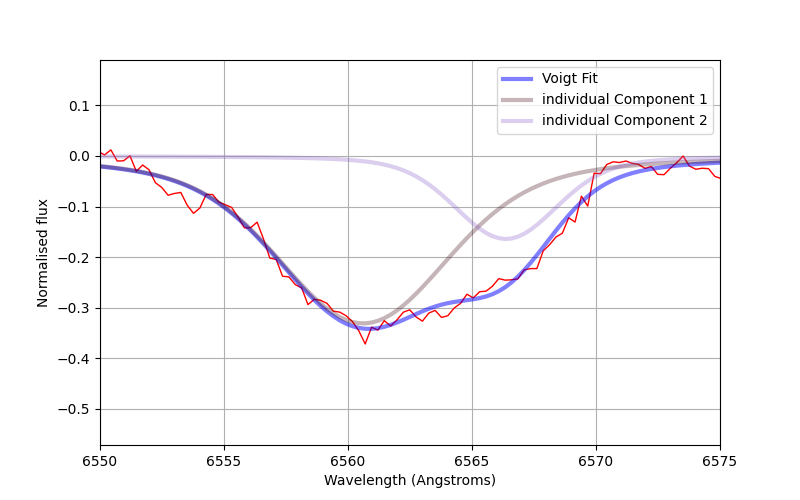 Voigt Fit
individual Component 1
individual Component 2
0.1
0.0
−0.1
−0.2
−0.3
−0.4
−0.5
Normalised flux
6550 6555 6560 6565 6570 6575
Wavelength (Angstroms)